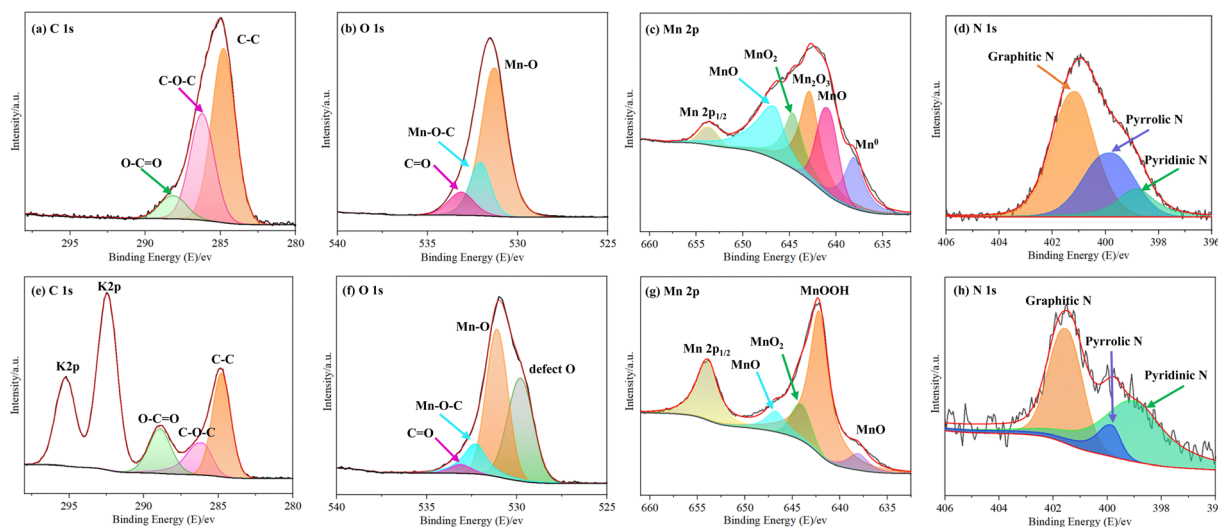 (a) C 1s
C-C
C-O-C
O-C=O
Intensity/a.u.
295 290 285 280
Binding Energy (E)/ev
(b) O 1s
Mn-O
Mn-O-C
C=O
Intensity/a.u.
540 535 530 525
Binding Energy (E)/ev
(c) Mn 2p
MnO₂
MnO
Mn₂O₃
MnO
Mn 2p₁/₂
Mn⁰
Intensity/a.u.
660 655 650 645 640 635
Binding Energy (E)/ev
(d) N 1s
Graphitic N
Pyrrolic N
Pyridinic N
Intensity/a.u.
406 404 402 400 398 396
Binding Energy (E)/ev
(e) C 1s
K2p
K2p
C-C
O-C=O
C-O-C
Intensity/a.u.
295 290 285 280
Binding Energy (E)/ev
(f) O 1s
Mn-O
defect O
Mn-O-C
C=O
Intensity/a.u.
540 535 530 525
Binding Energy (E)/ev
(g) Mn 2p
MnOOH
MnO₂
Mn 2p₁/₂
MnO
MnO
Intensity/a.u.
660 655 650 645 640 635
Binding Energy (E)/ev
(h) N 1s
Graphitic N
Pyrrolic N
Pyridinic N
Intensity/a.u.
406 404 402 400 398 396
Binding Energy (E)/ev